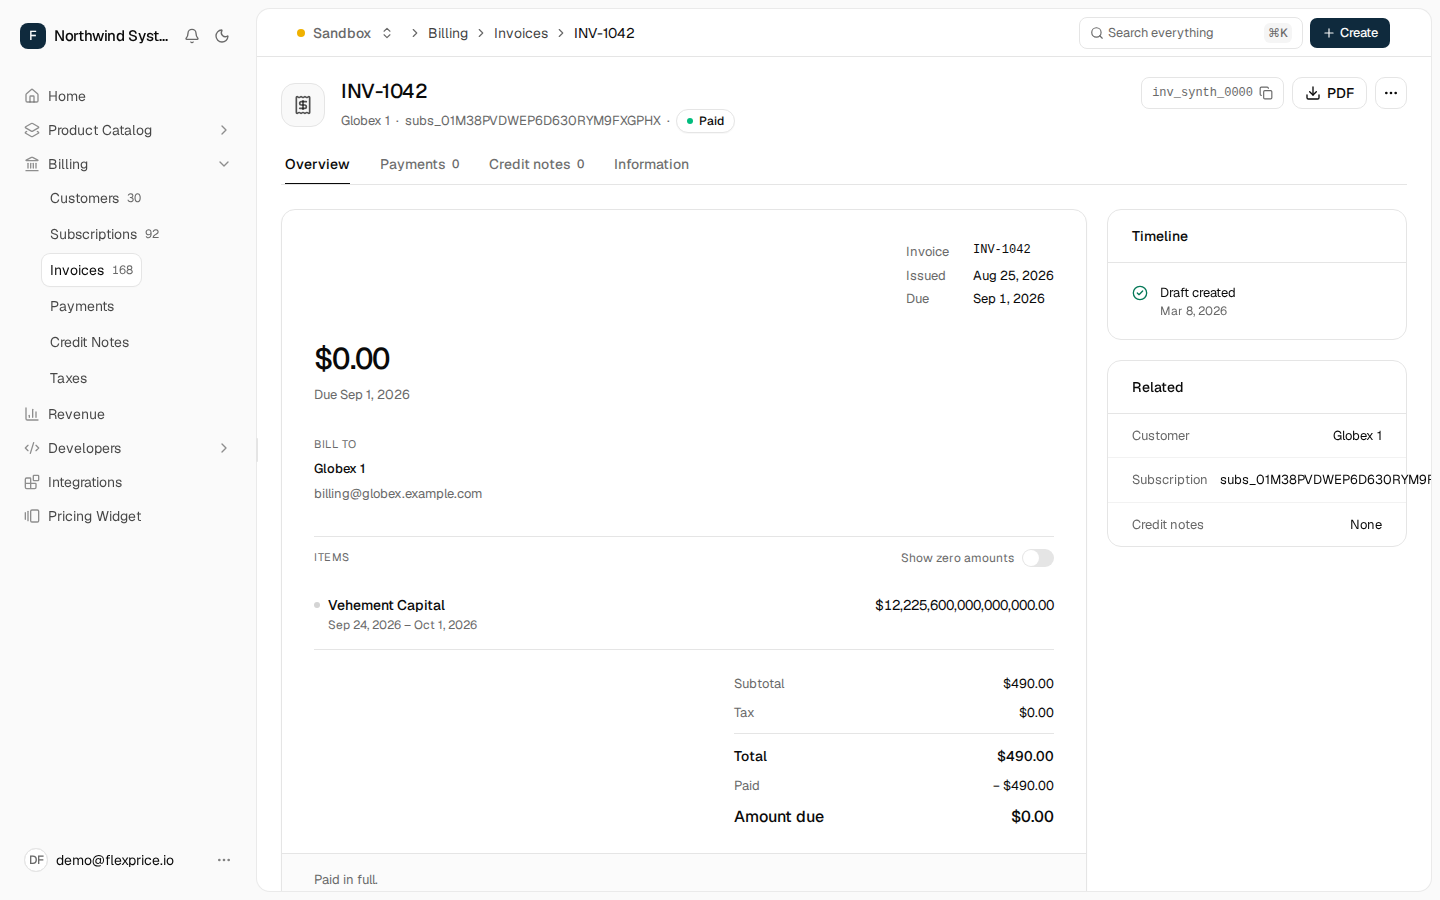 F Northwind Syst...
Home
Product Catalog
Billing
Customers 30
Subscriptions 92
Invoices 168
Payments
Credit Notes
Taxes
Revenue
Developers
Integrations
Pricing Widget
DF demo@flexprice.io
Sandbox
Billing
Invoices
INV-1042
Search everything ⌘K
Create
INV-1042
Globex 1 · subs_01M38PVDWEP6D630RYM9FXGPHX · Paid
inv_synth_0000
PDF
Overview
Payments 0
Credit notes 0
Information
Invoice INV-1042
Issued Aug 25, 2026
Due Sep 1, 2026
$0.00
Due Sep 1, 2026
BILL TO
Globex 1
billing@globex.example.com
ITEMS
Show zero amounts
Vehement Capital $12,225,600,000,000,000.00
Sep 24, 2026 – Oct 1, 2026
Subtotal $490.00
Tax $0.00
Total $490.00
Paid − $490.00
Amount due $0.00
Paid in full.
Timeline
Draft created
Mar 8, 2026
Related
Customer Globex 1
Subscription subs_01M38PVDWEP6D630RYM9F
Credit notes None